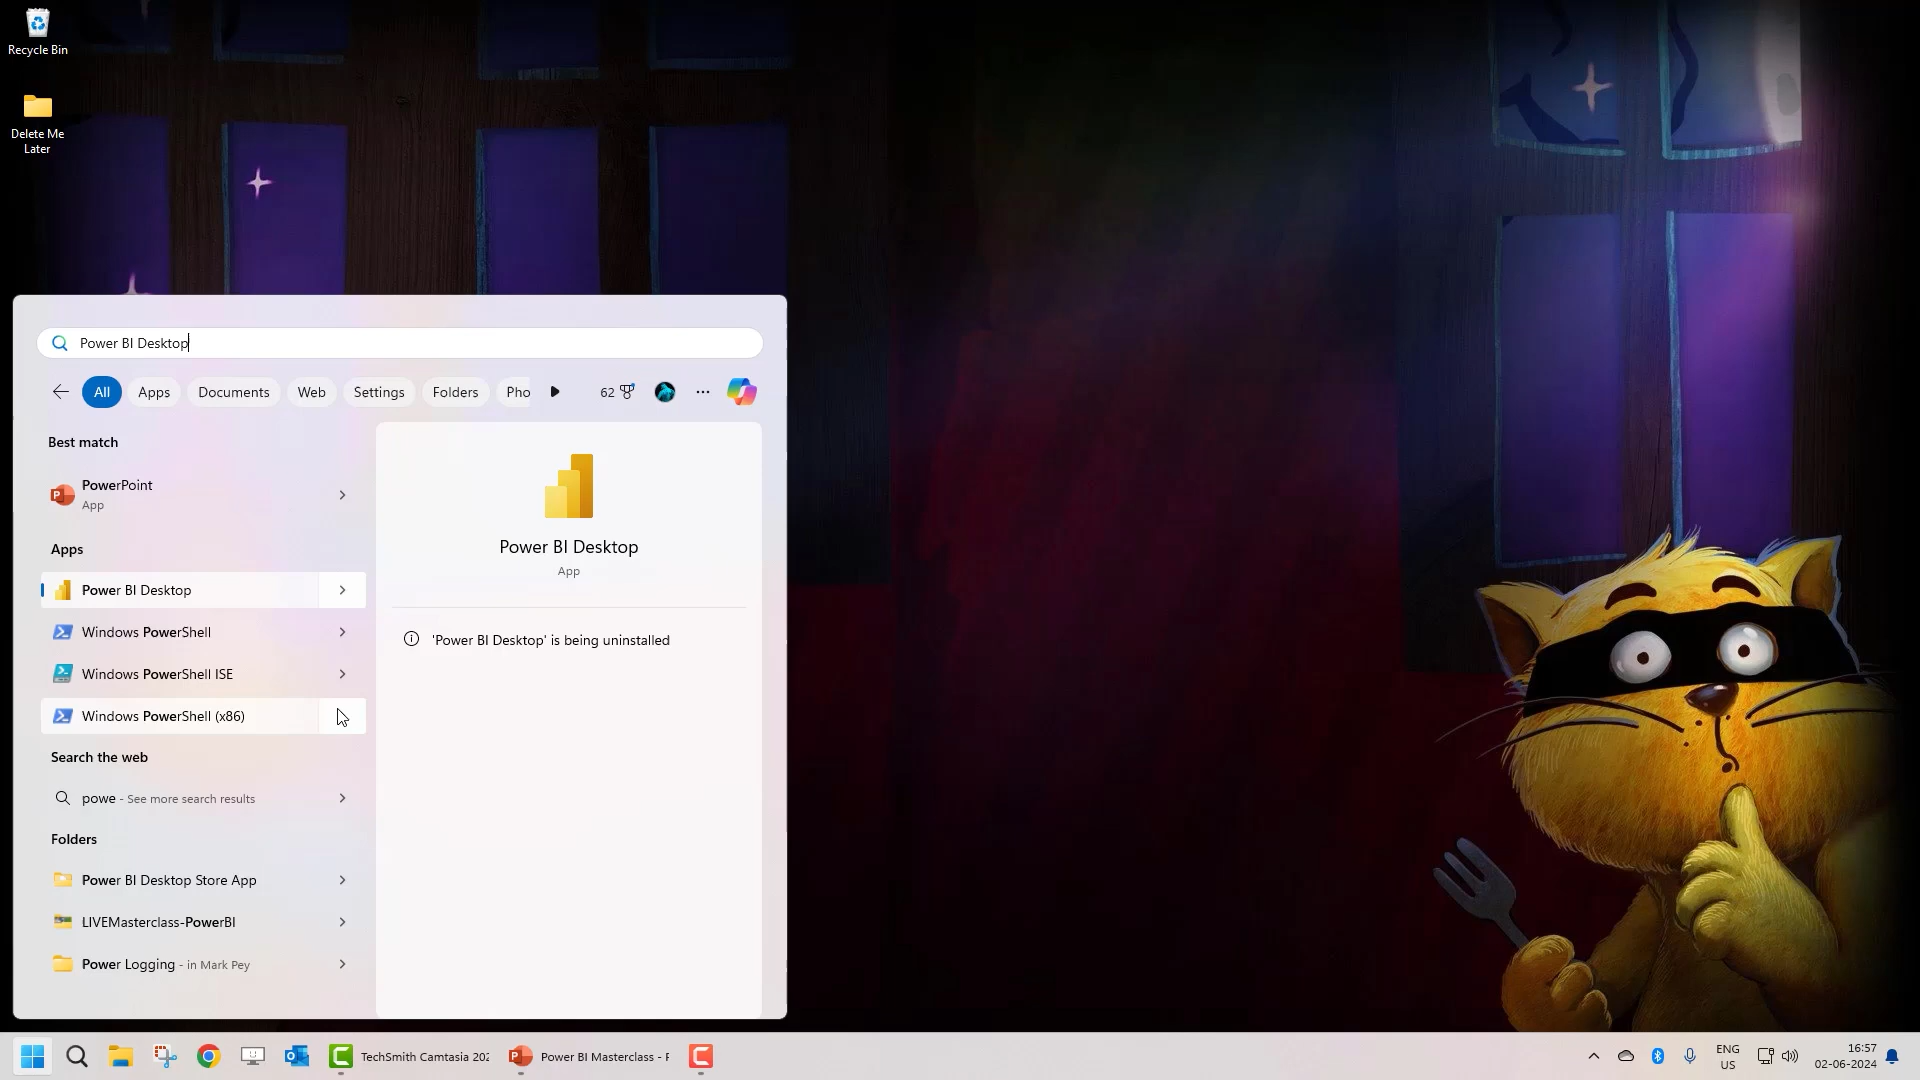 Recycle Bin
Delete Me
Later
Power BI Desktop
All
Apps
Documents
Web
Settings
Folders
Pho
62
Best match
PowerPoint
App
Apps
Power BI Desktop
Windows PowerShell
Windows PowerShell ISE
Windows PowerShell (x86)
Search the web
powe - See more search results
Folders
Power BI Desktop Store App
LIVEMasterclass-PowerBI
Power Logging - in Mark Pey
Power BI Desktop
App
'Power BI Desktop' is being uninstalled
TechSmith Camtasia 202
Power BI Masterclass - P
ENG
US
16:57
02-06-2024